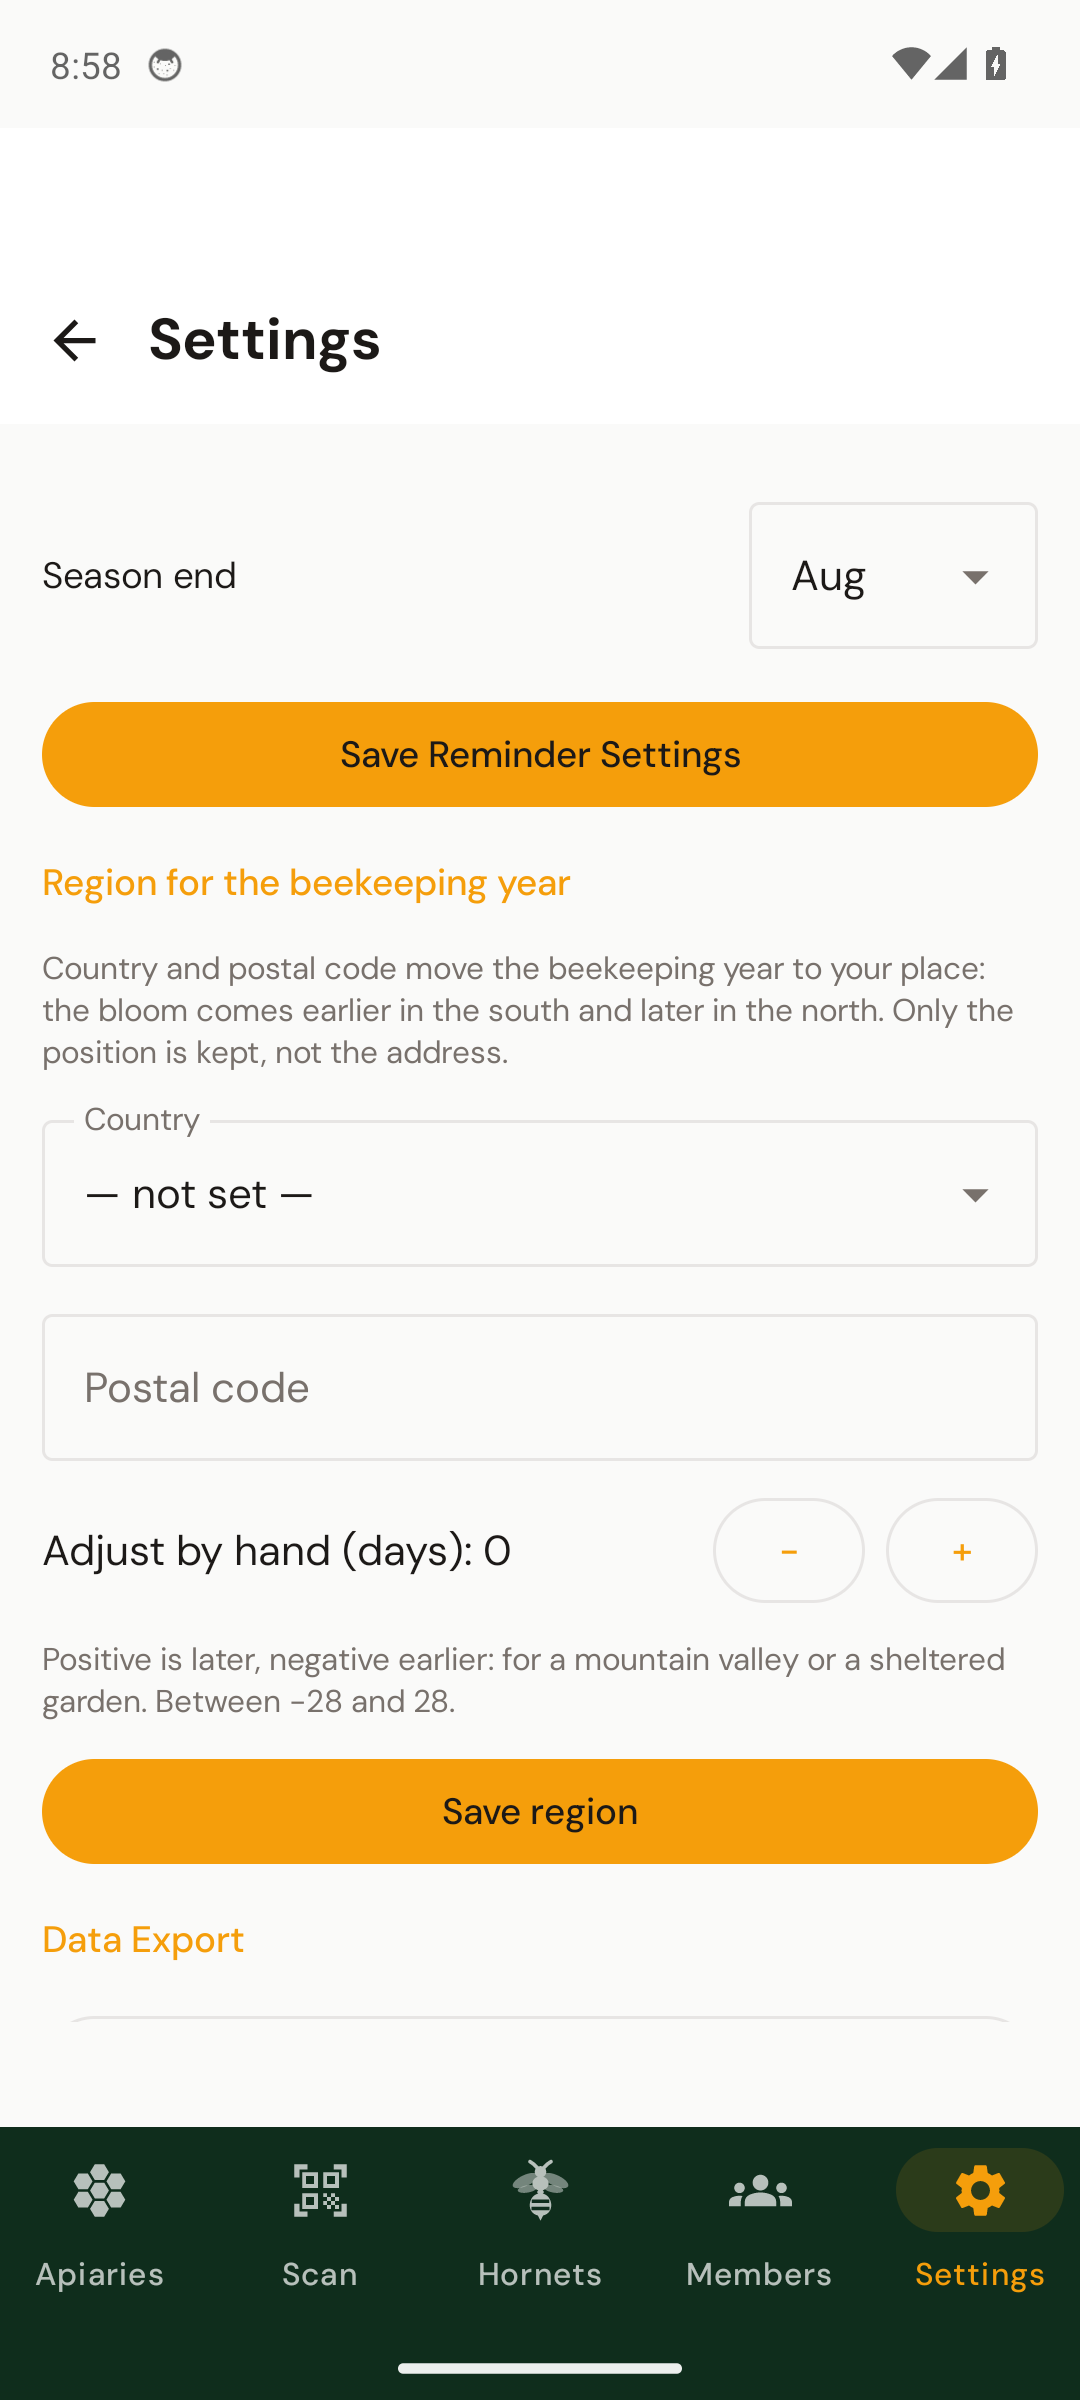 8:58
Settings
Season end
Aug
Save Reminder Settings
Region for the beekeeping year
Country and postal code move the beekeeping year to your place:
the bloom comes earlier in the south and later in the north. Only the
position is kept, not the address.
Country
— not set —
Postal code
Adjust by hand (days): 0
-
+
Positive is later, negative earlier: for a mountain valley or a sheltered
garden. Between -28 and 28.
Save region
Data Export
Apiaries
Scan
Hornets
Members
Settings